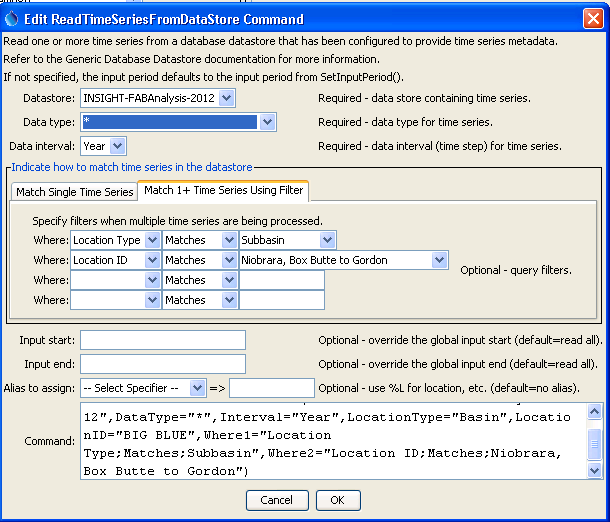 Edit ReadTimeSeriesFromDataStore Command
Read one or more time series from a database datastore that has been configured to provide time series metadata.
Refer to the Generic Database Datastore documentation for more information.
If not specified, the input period defaults to the input period from SetInputPeriod().
Datastore: INSIGHT-FABAnalysis-2012 Required - data store containing time series.
Data type: * Required - data type for time series.
Data interval: Year Required - data interval (time step) for time series.
Indicate how to match time series in the datastore
Match Single Time Series Match 1+ Time Series Using Filter
Specify filters when multiple time series are being processed.
Where: Location Type Matches Subbasin
Where: Location ID Matches Niobrara, Box Butte to Gordon
Optional - query filters.
Where: Matches
Where: Matches
Input start: Optional - override the global input start (default=read all).
Input end: Optional - override the global input end (default=read all).
Alias to assign: -- Select Specifier -- => Optional - use %L for location, etc. (default=no alias).
Command:
12",DataType="*",Interval="Year",LocationType="Basin",Locatio
nID="BIG BLUE",Where1="Location
Type;Matches;Subbasin",Where2="Location ID;Matches;Niobrara,
Box Butte to Gordon")
Cancel OK